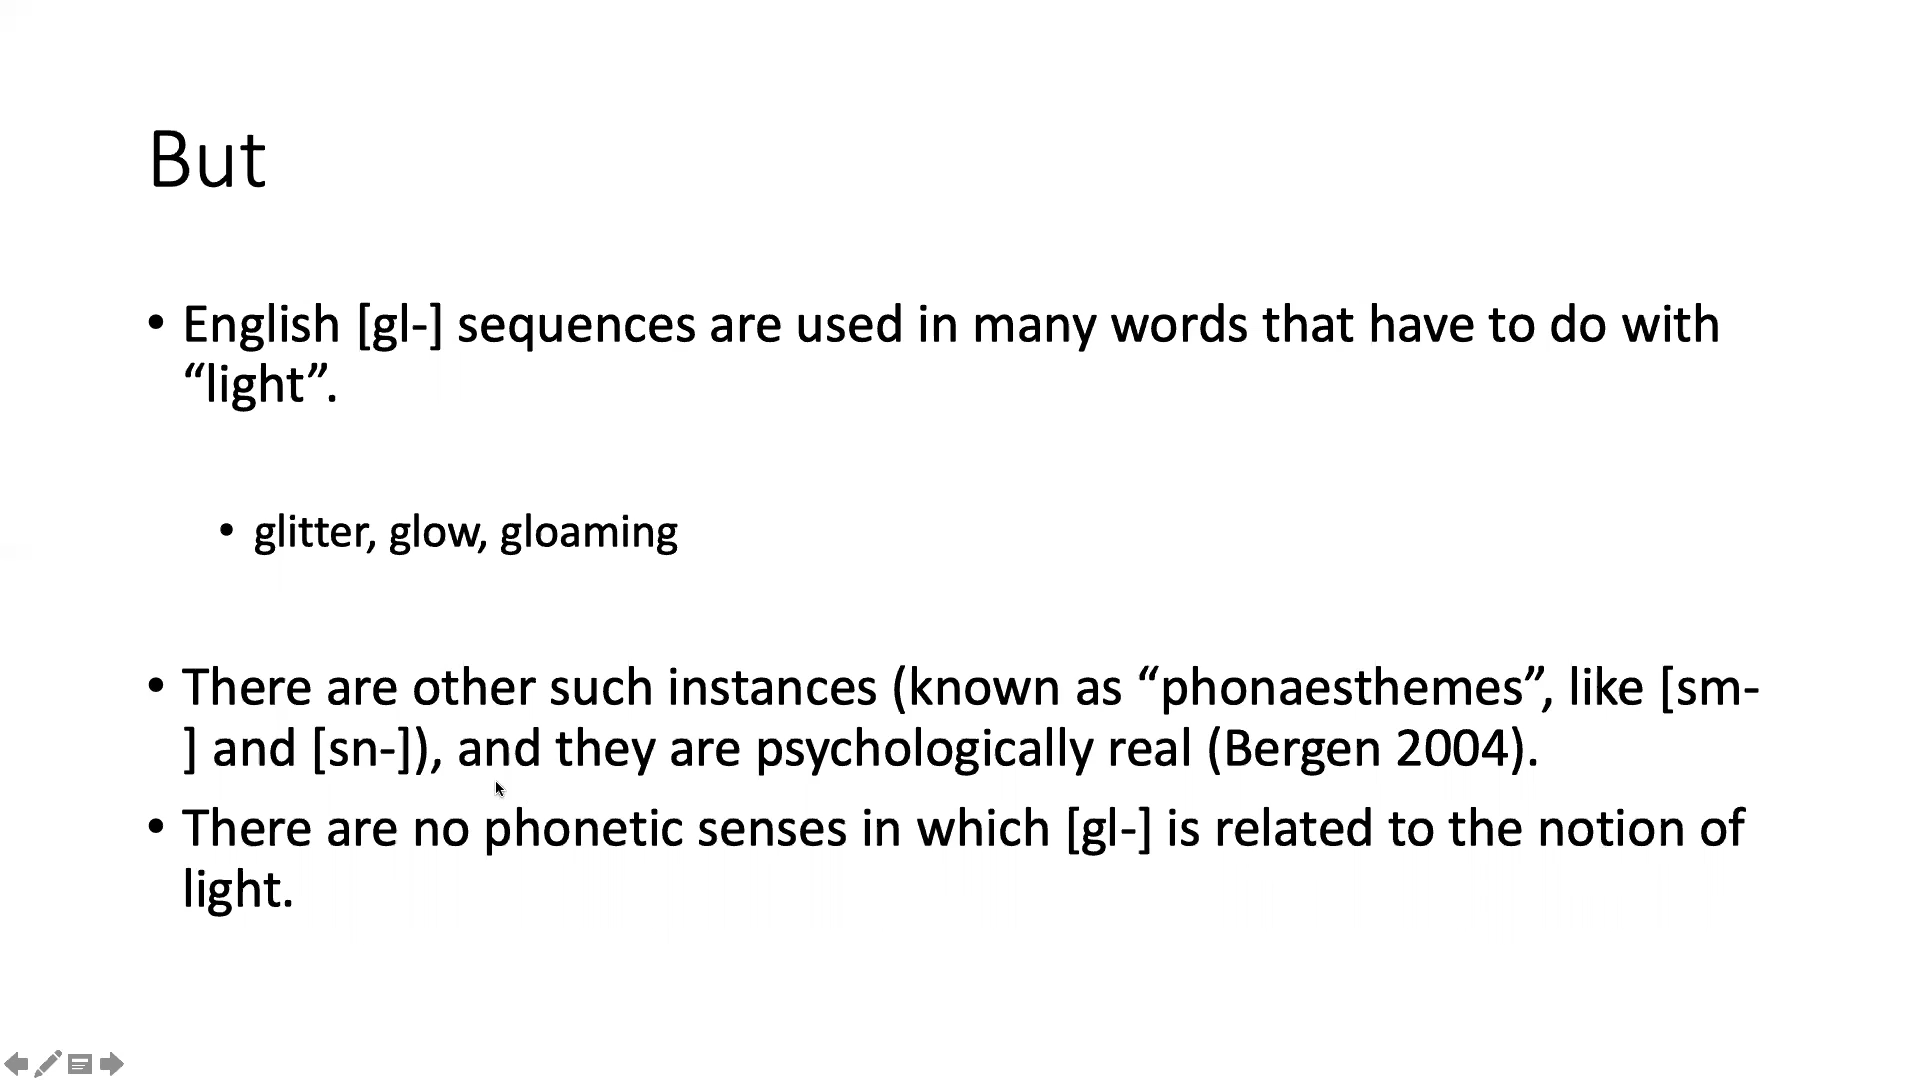 But
• English [gl-] sequences are used in many words that have to do with
“light”.
• glitter, glow, gloaming
• There are other such instances (known as “phonaesthemes”, like [sm-
] and [sn-]), and they are psychologically real (Bergen 2004).
• There are no phonetic senses in which [gl-] is related to the notion of
light.